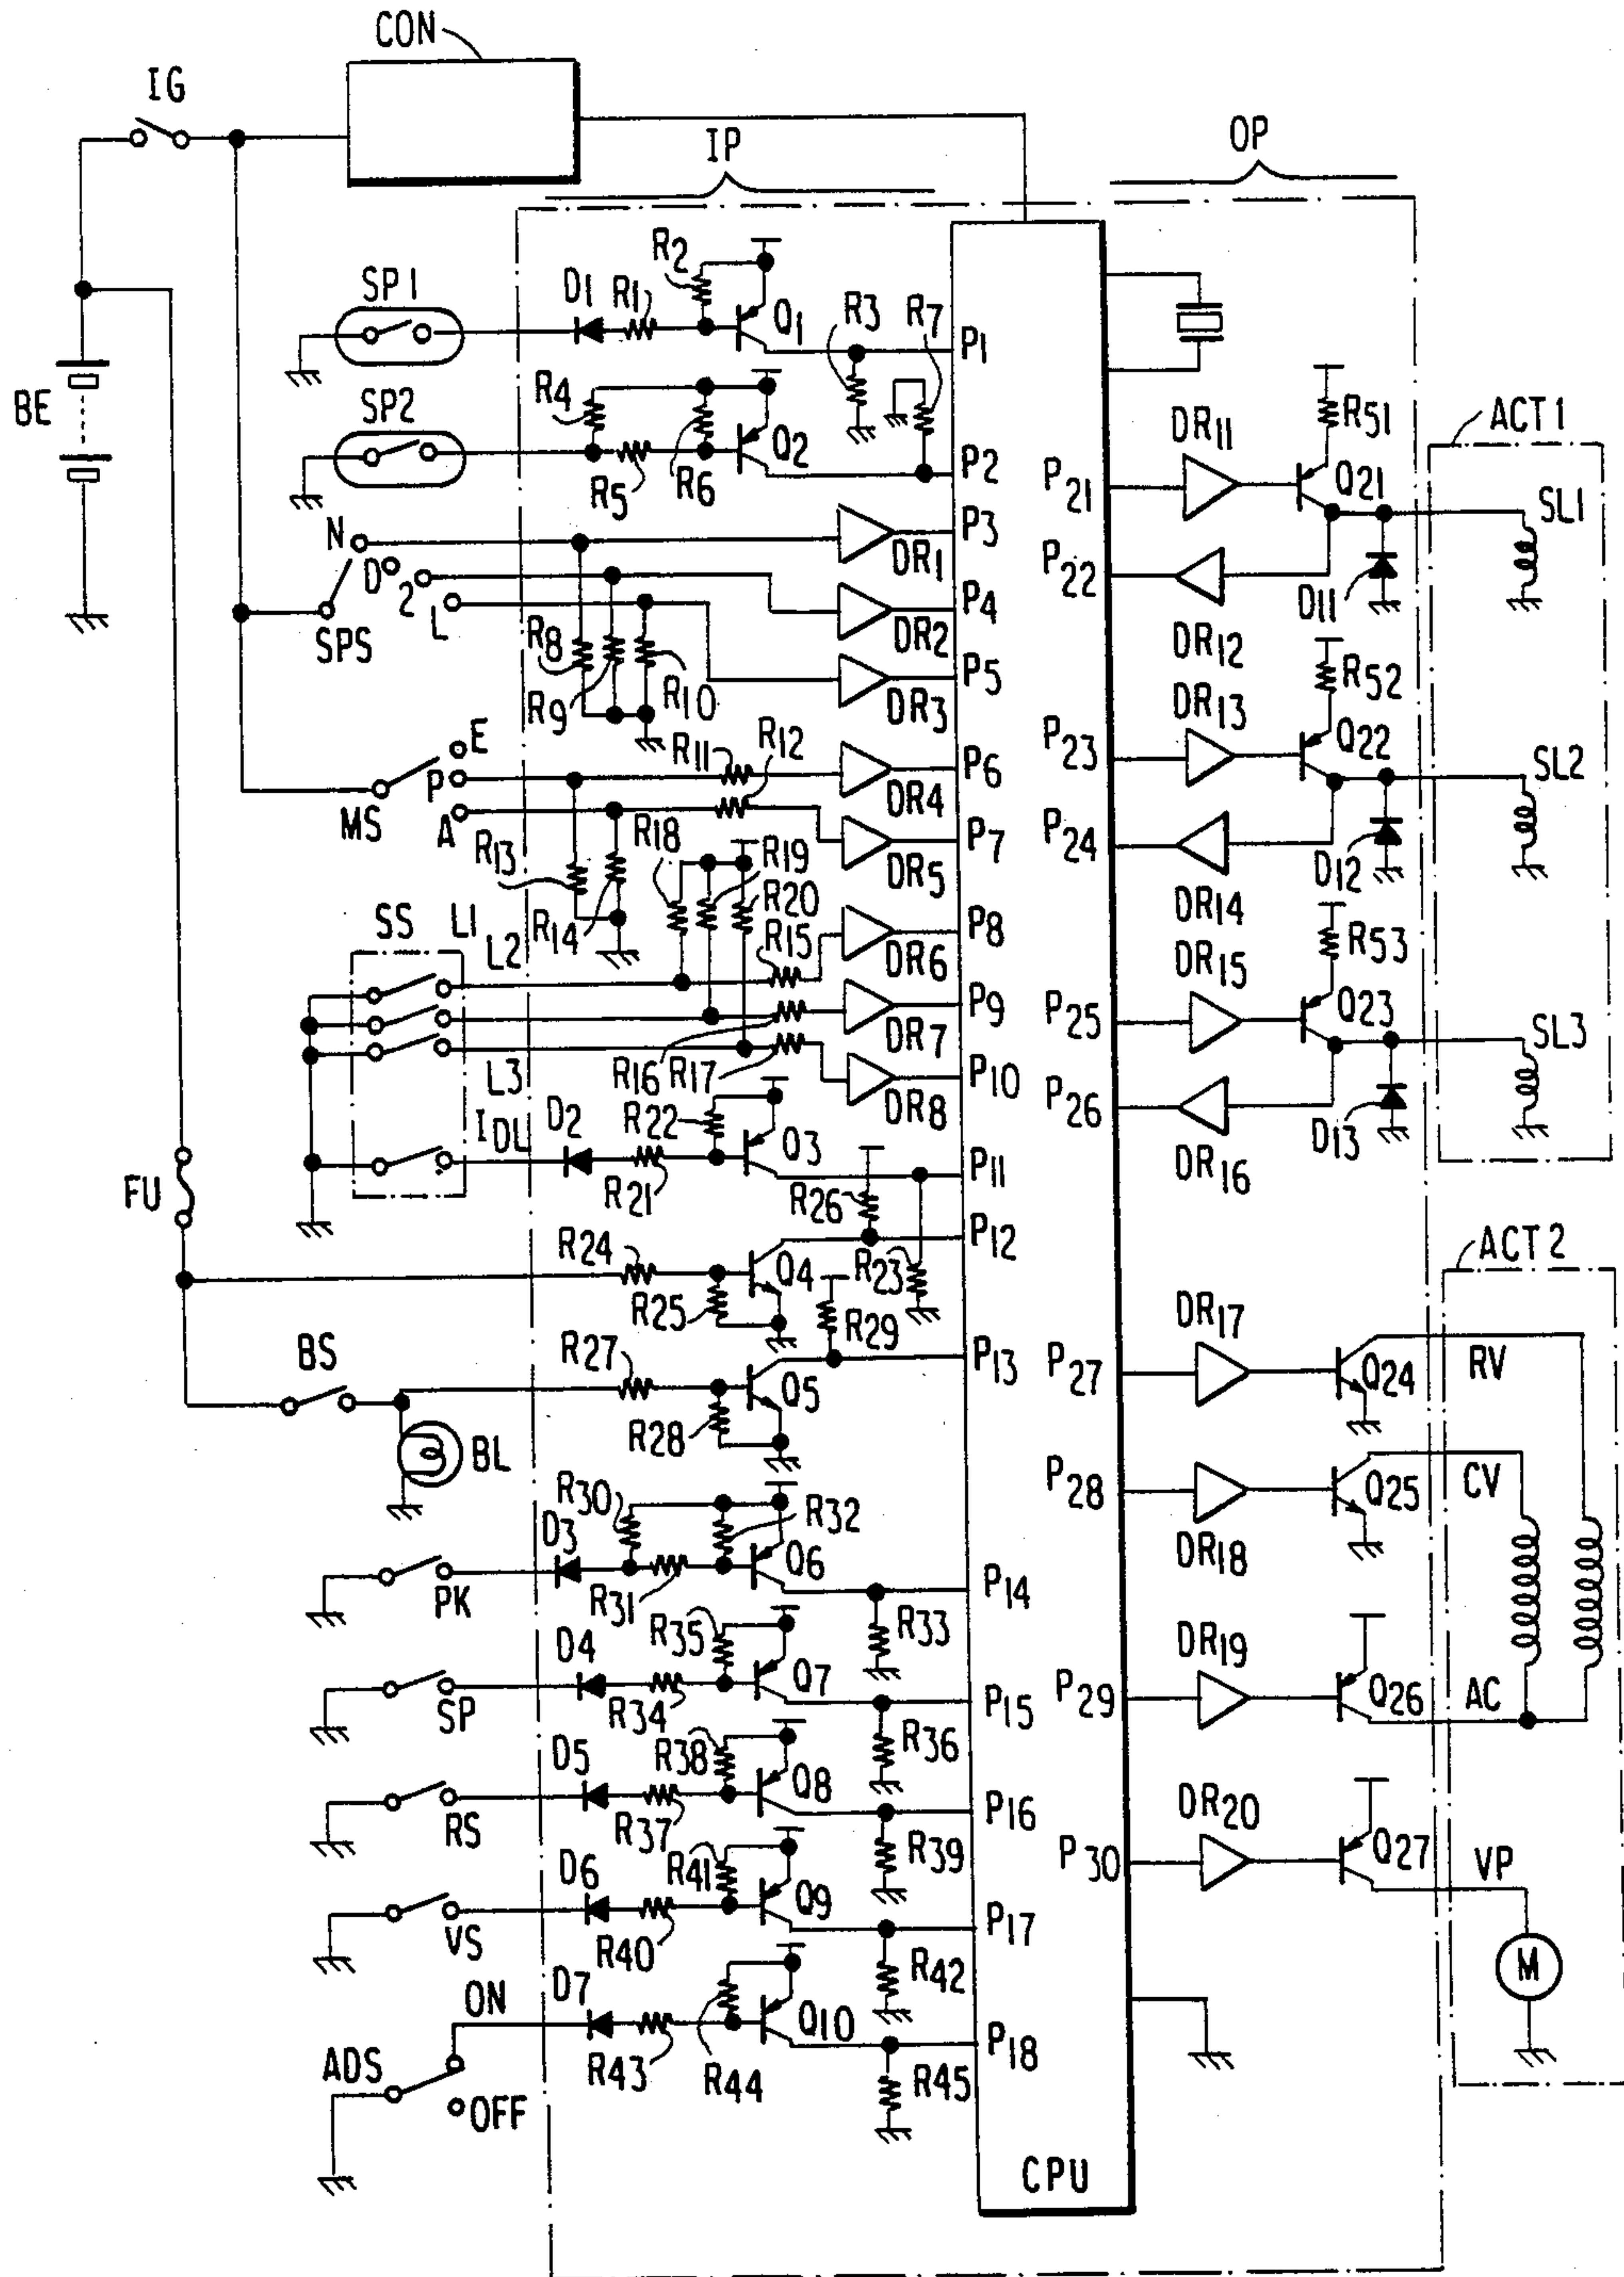 CON
IG
IP
OP
BE
SP1
D1
R1
R2
Q1
R3
R7
P1
SP2
R4
R5
R6
Q2
P2
N
D
2
L
SPS
R8
R9
R10
DR1
P3
DR2
P4
DR3
P5
E
P
A
MS
R11
R12
DR4
P6
R13
R14
R18
R19
R20
DR5
P7
SS
L1
L2
L3
R15
DR6
P8
R16
R17
DR7
P9
DR8
P10
IDL
D2
R22
R21
Q3
P11
FU
R26
R23
R24
R25
Q4
P12
BS
BL
R27
R28
Q5
R29
P13
PK
D3
R30
R31
R32
Q6
R33
P14
SP
D4
R35
R34
Q7
R36
P15
RS
D5
R38
R37
Q8
R39
P16
VS
D6
R41
R40
Q9
R42
P17
ADS
ON
OFF
D7
R43
R44
Q10
R45
P18
CPU
P21
DR11
R51
Q21
D11
P22
DR12
ACT1
SL1
P23
DR13
R52
Q22
D12
P24
DR14
SL2
P25
DR15
R53
Q23
D13
P26
DR16
SL3
ACT2
P27
DR17
Q24
RV
P28
DR18
Q25
CV
P29
DR19
Q26
AC
P30
DR20
Q27
VP
M